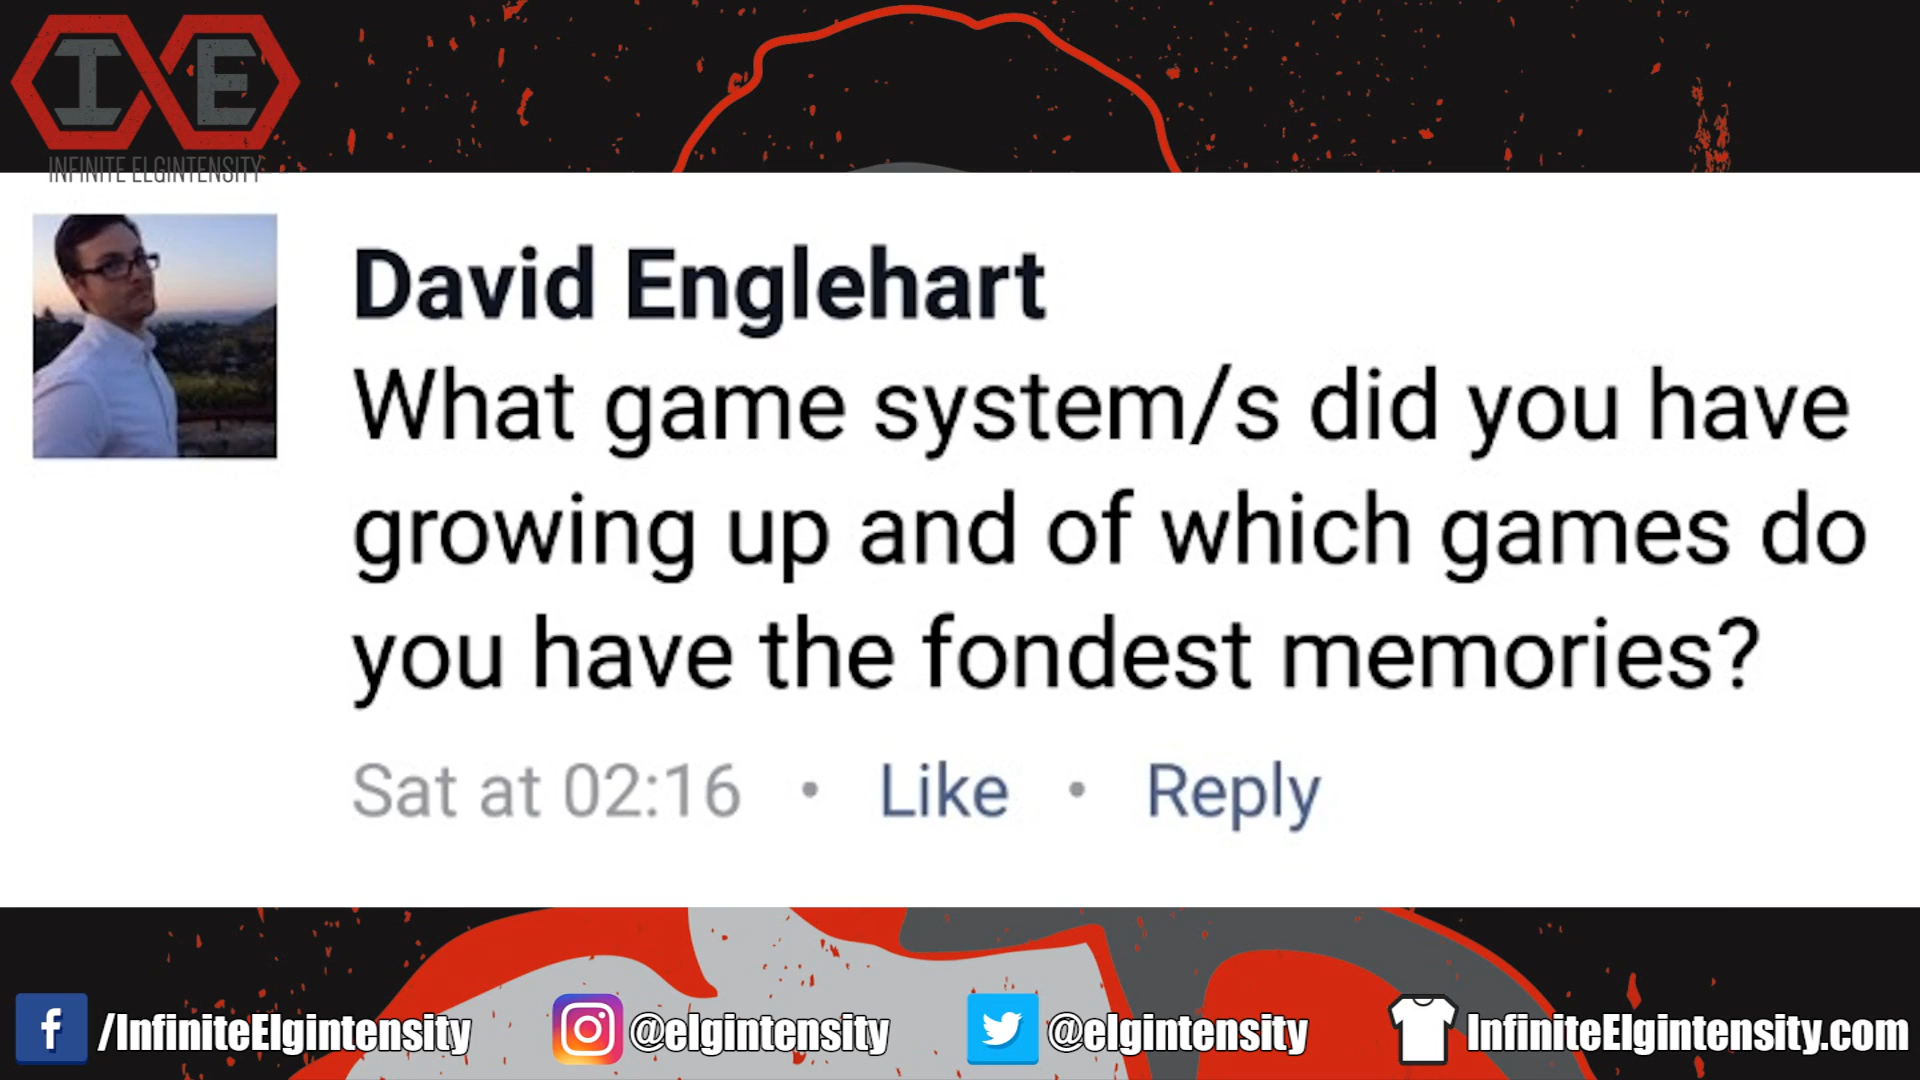 IE
INFINITE ELGINTENSITY
David Englehart
What game system/s did you have
growing up and of which games do
you have the fondest memories?
Sat at 02:16 • Like • Reply
f /InfiniteElgintensity @elgintensity @elgintensity InfiniteElgintensity.com